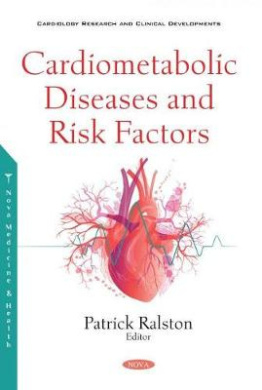 CARDIOLOGY RESEARCH AND CLINICAL DEVELOPMENTS
Cardiometabolic
Diseases and
Risk Factors
Nova Medicine & Health
Patrick Ralston
Editor
NOVA